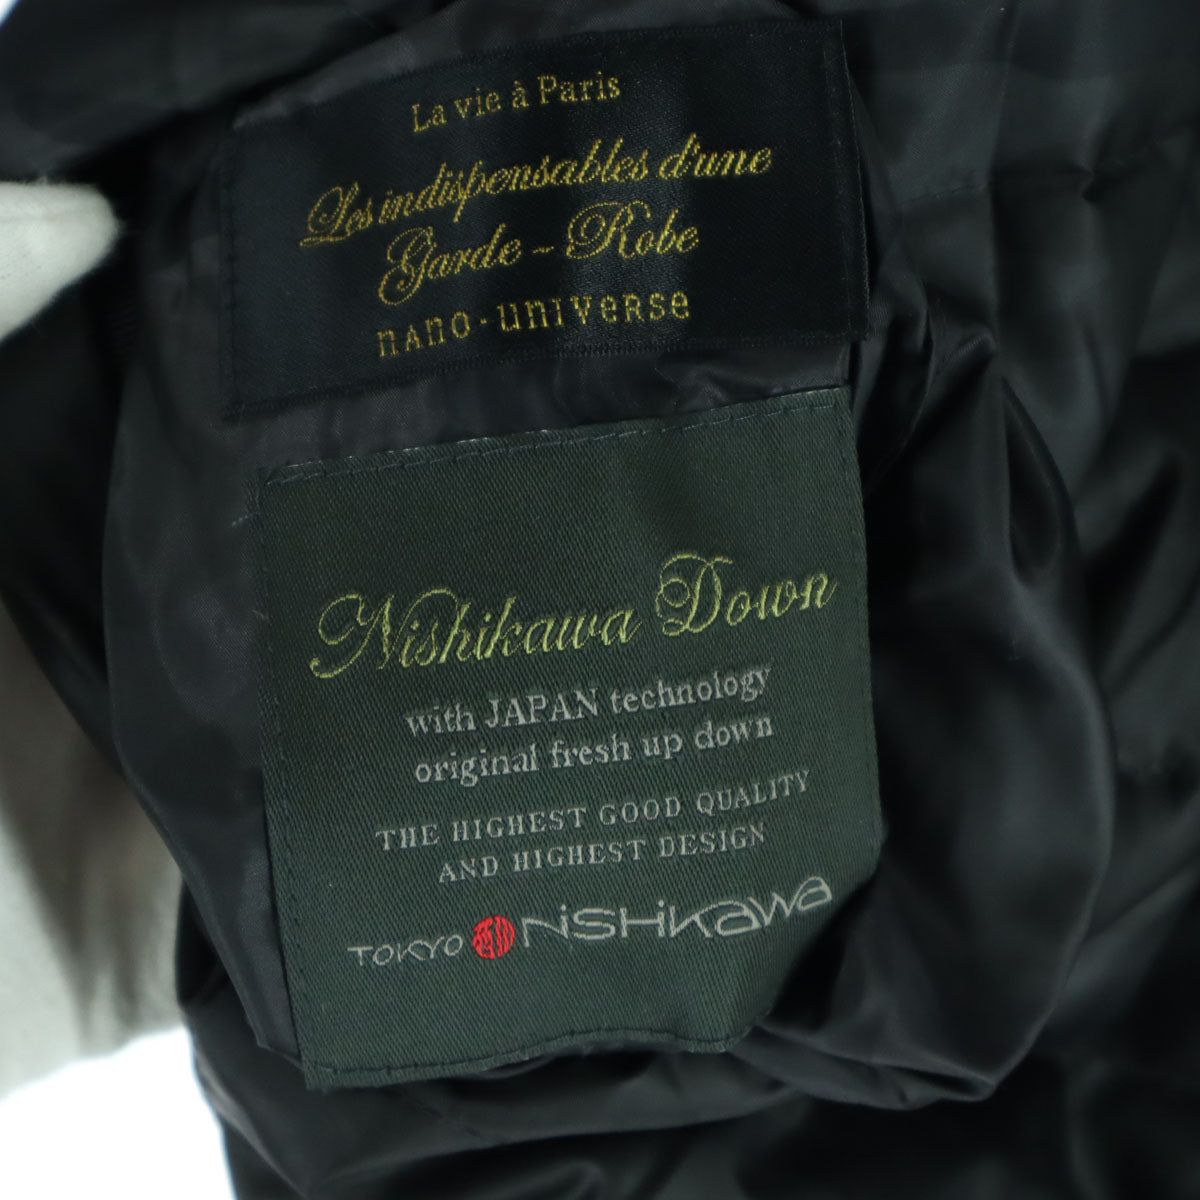 La vie à Paris
Les indispensables d'une
Garde - Robe
nano·universe
Nishikawa Down
with JAPAN technology
original fresh up down
THE HIGHEST GOOD QUALITY
AND HIGHEST DESIGN
TOKYO NiSHiKaWa